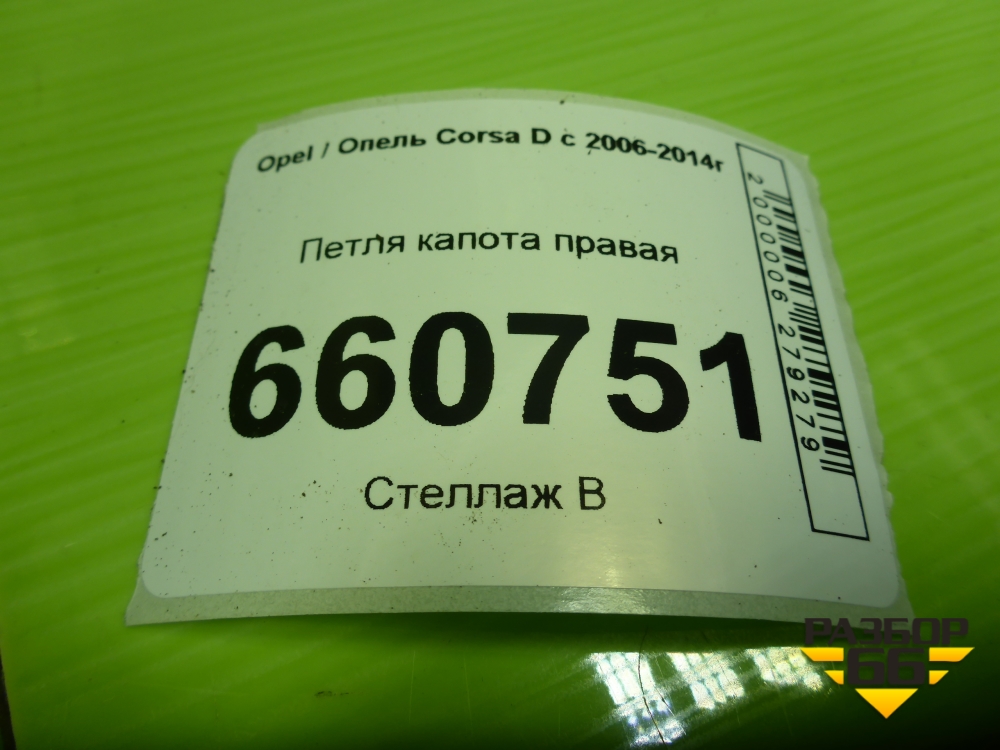 Opel / Опель Corsa D с 2006-2014г
Петля капота правая
660751
Стеллаж В
2000006279279
РАЗБОР
66